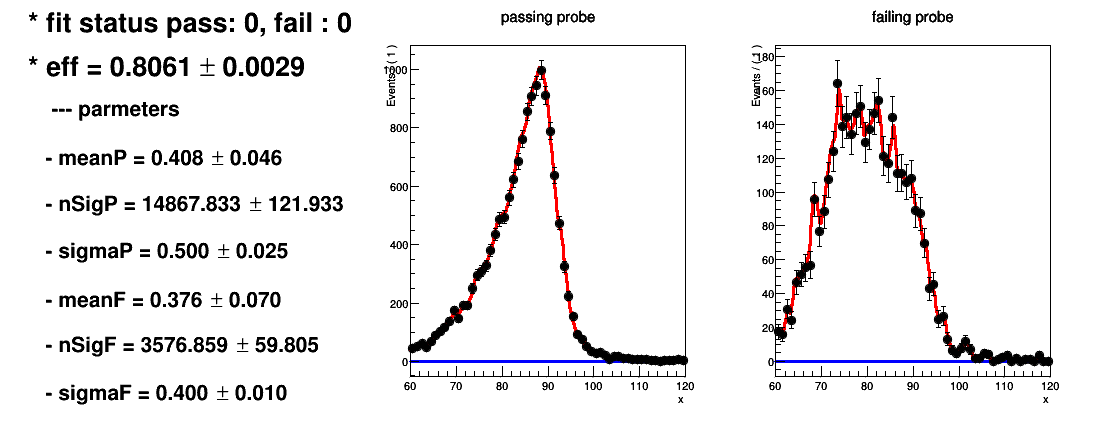 * fit status pass: 0, fail : 0
* eff = 0.8061 ± 0.0029
--- parmeters
- meanP = 0.408 ± 0.046
- nSigP = 14867.833 ± 121.933
- sigmaP = 0.500 ± 0.025
- meanF = 0.376 ± 0.070
- nSigF = 3576.859 ± 59.805
- sigmaF = 0.400 ± 0.010
passing probe
Events / ( 1 )
1000
800
600
400
200
0
60 70 80 90 100 110 120
x
failing probe
Events / ( 1 )
180
160
140
120
100
80
60
40
20
0
60 70 80 90 100 110 120
x